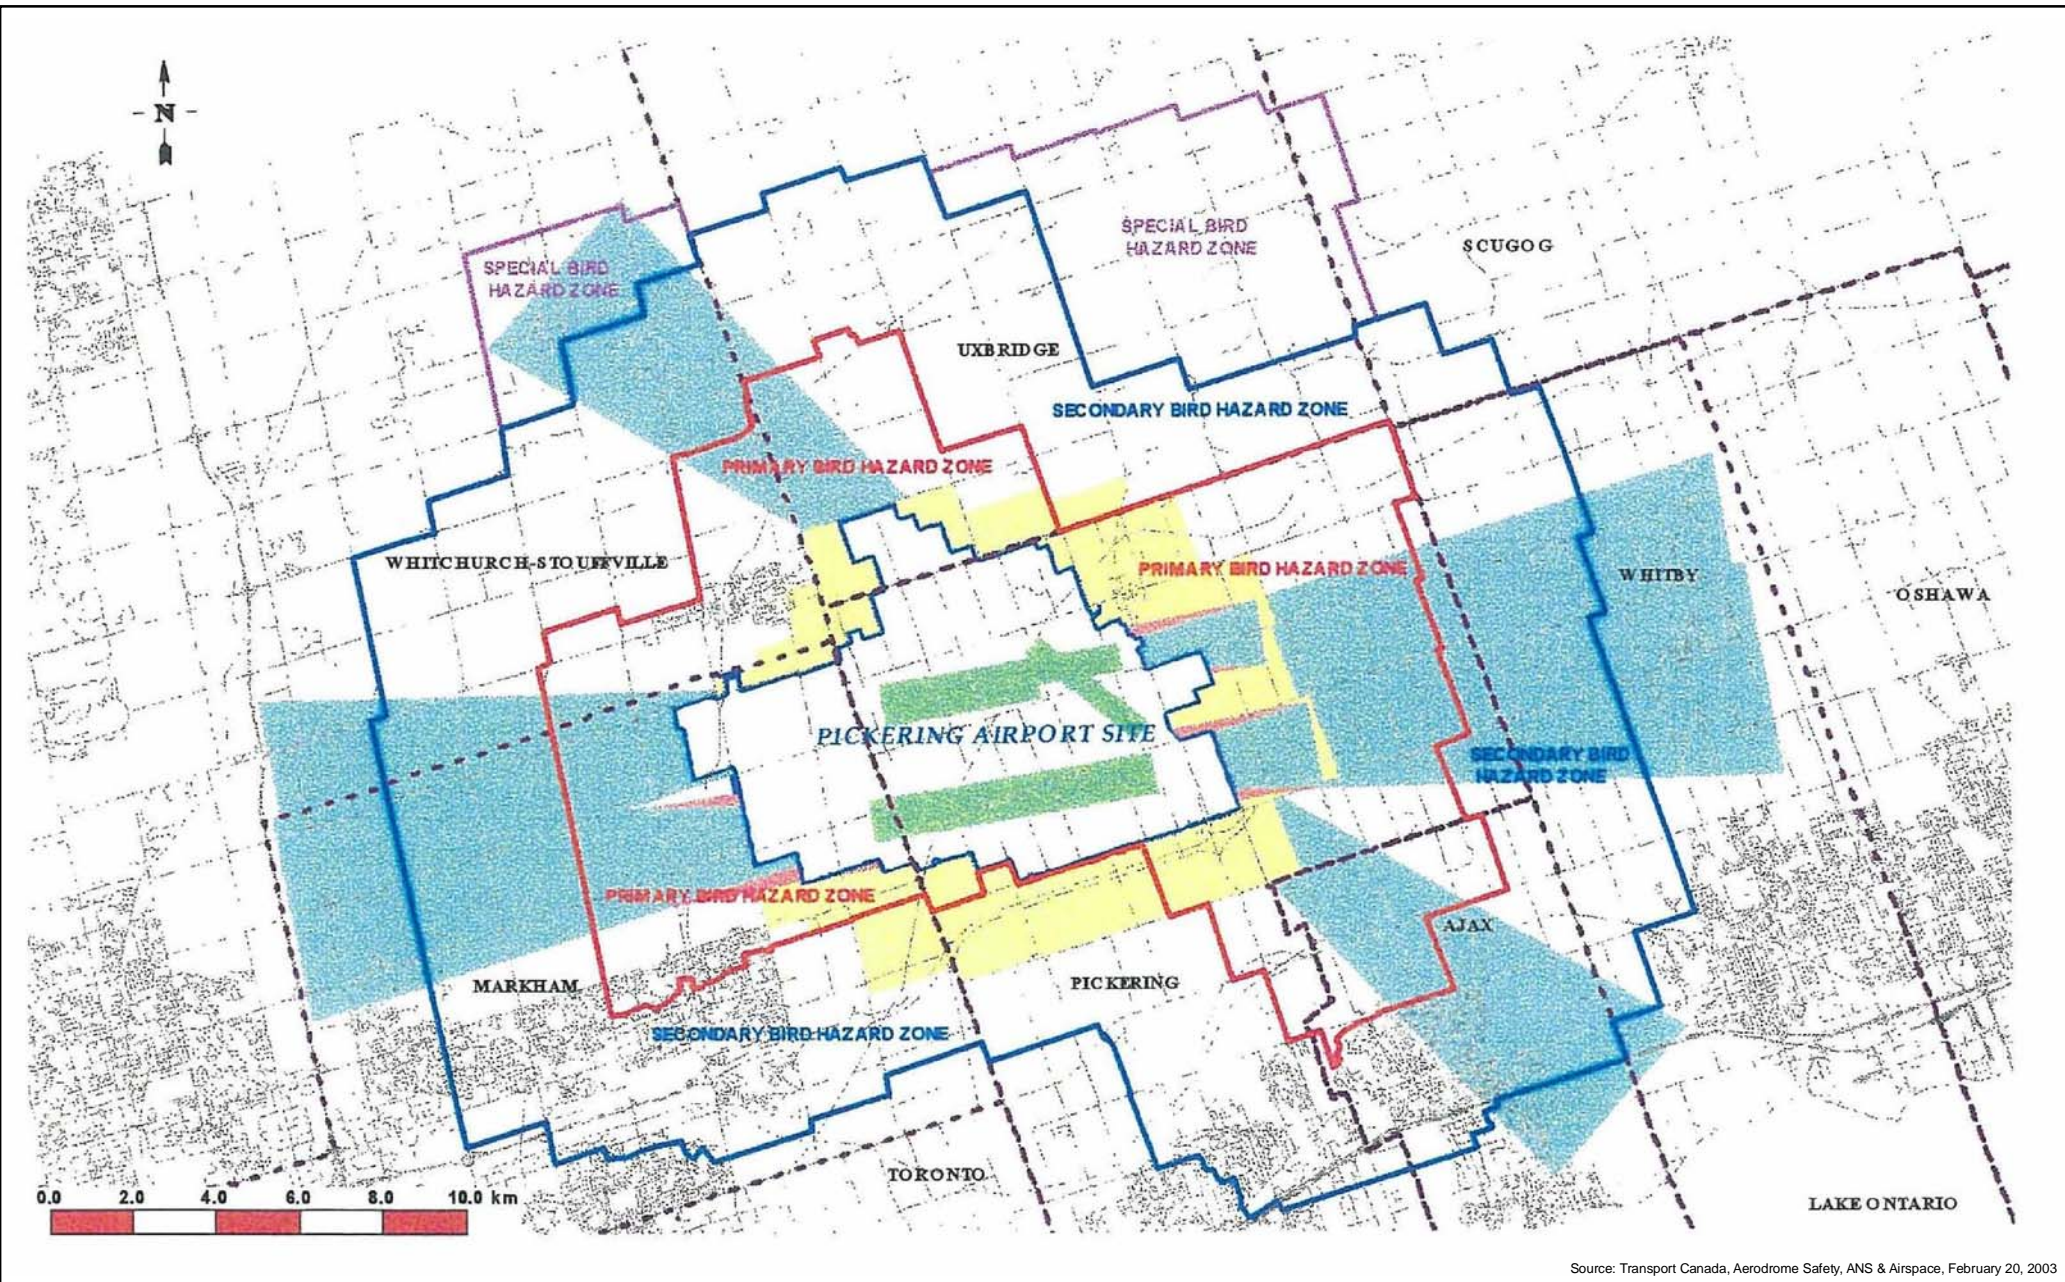 N
SPECIAL BIRD
HAZARD ZONE
SCUGOG
SPECIAL BIRD
HAZARD ZONE
UXBRIDGE
SECONDARY BIRD HAZARD ZONE
PRIMARY BIRD HAZARD ZONE
WHITCHURCH-STOUFFVILLE
PRIMARY BIRD HAZARD ZONE
WHITBY
OSHAWA
PICKERING AIRPORT SITE
SECONDARY BIRD
HAZARD ZONE
PRIMARY BIRD HAZARD ZONE
AJAX
MARKHAM
PICKERING
SECONDARY BIRD HAZARD ZONE
TORONTO
0.0 2.0 4.0 6.0 8.0 10.0 km
LAKE ONTARIO
Source: Transport Canada, Aerodrome Safety, ANS & Airspace, February 20, 2003